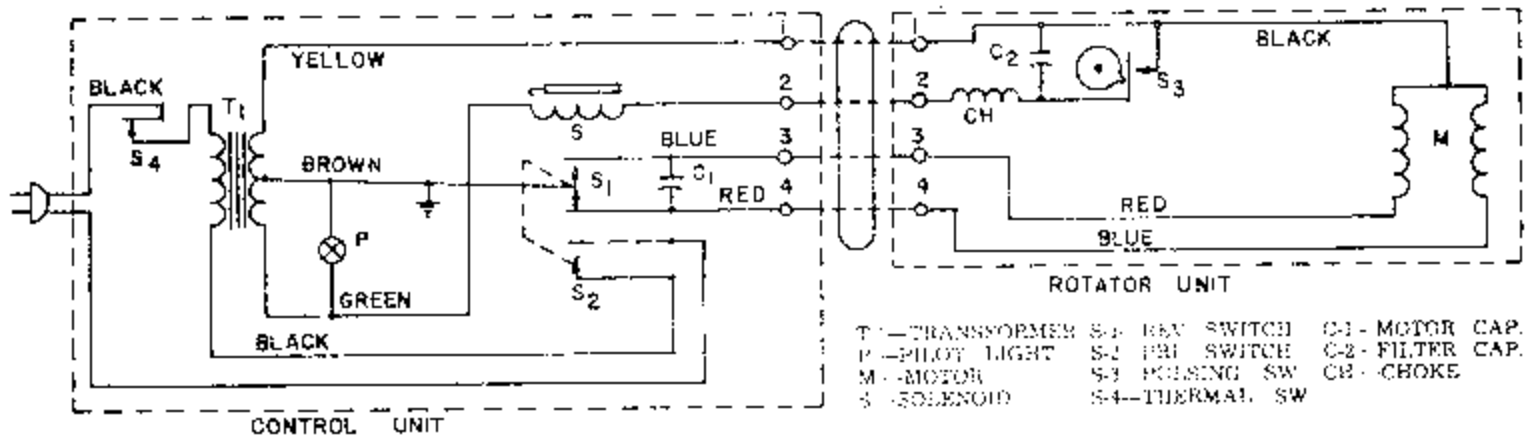 1
1
YELLOW
C2
BLACK
BLACK
T1
2
2
S3
S4
S
CH
BLUE
3
3
M
BROWN
S1
C1
RED
4
4
RED
P
BLUE
S2
GREEN
ROTATOR UNIT
BLACK
TRANSFORMER REV SWITCH C-1- MOTOR CAP.
P—PILOT LIGHT S-2 PRI SWITCH C-2- FILTER CAP.
M—MOTOR S-3 PULSING SW CH—CHOKE
S—SOLENOID S-4—THERMAL SW
CONTROL UNIT